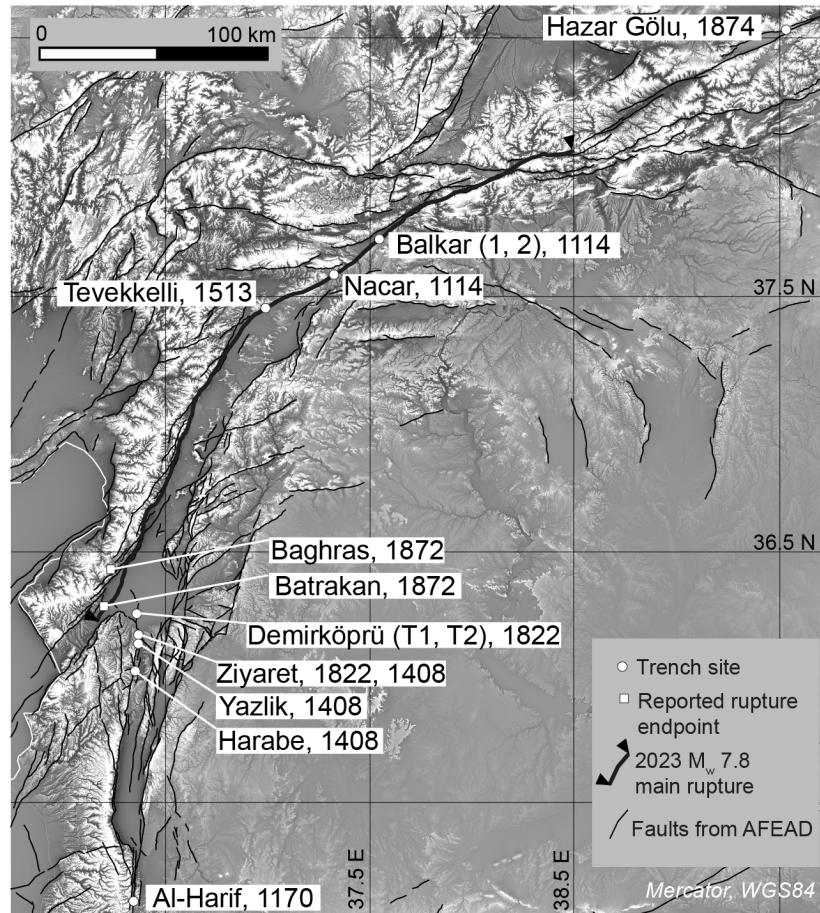 0 100 km
Hazar Gölu, 1874
Balkar (1, 2), 1114
Nacar, 1114
Tevekkelli, 1513
37.5 N
36.5 N
Baghras, 1872
Batrakan, 1872
Demirköprü (T1, T2), 1822
Ziyaret, 1822, 1408
Yazlik, 1408
Harabe, 1408
Al-Harif, 1170
37.5 E
38.5 E
Trench site
Reported rupture
endpoint
2023 Mw 7.8
main rupture
Faults from AFEAD
Mercator, WGS84